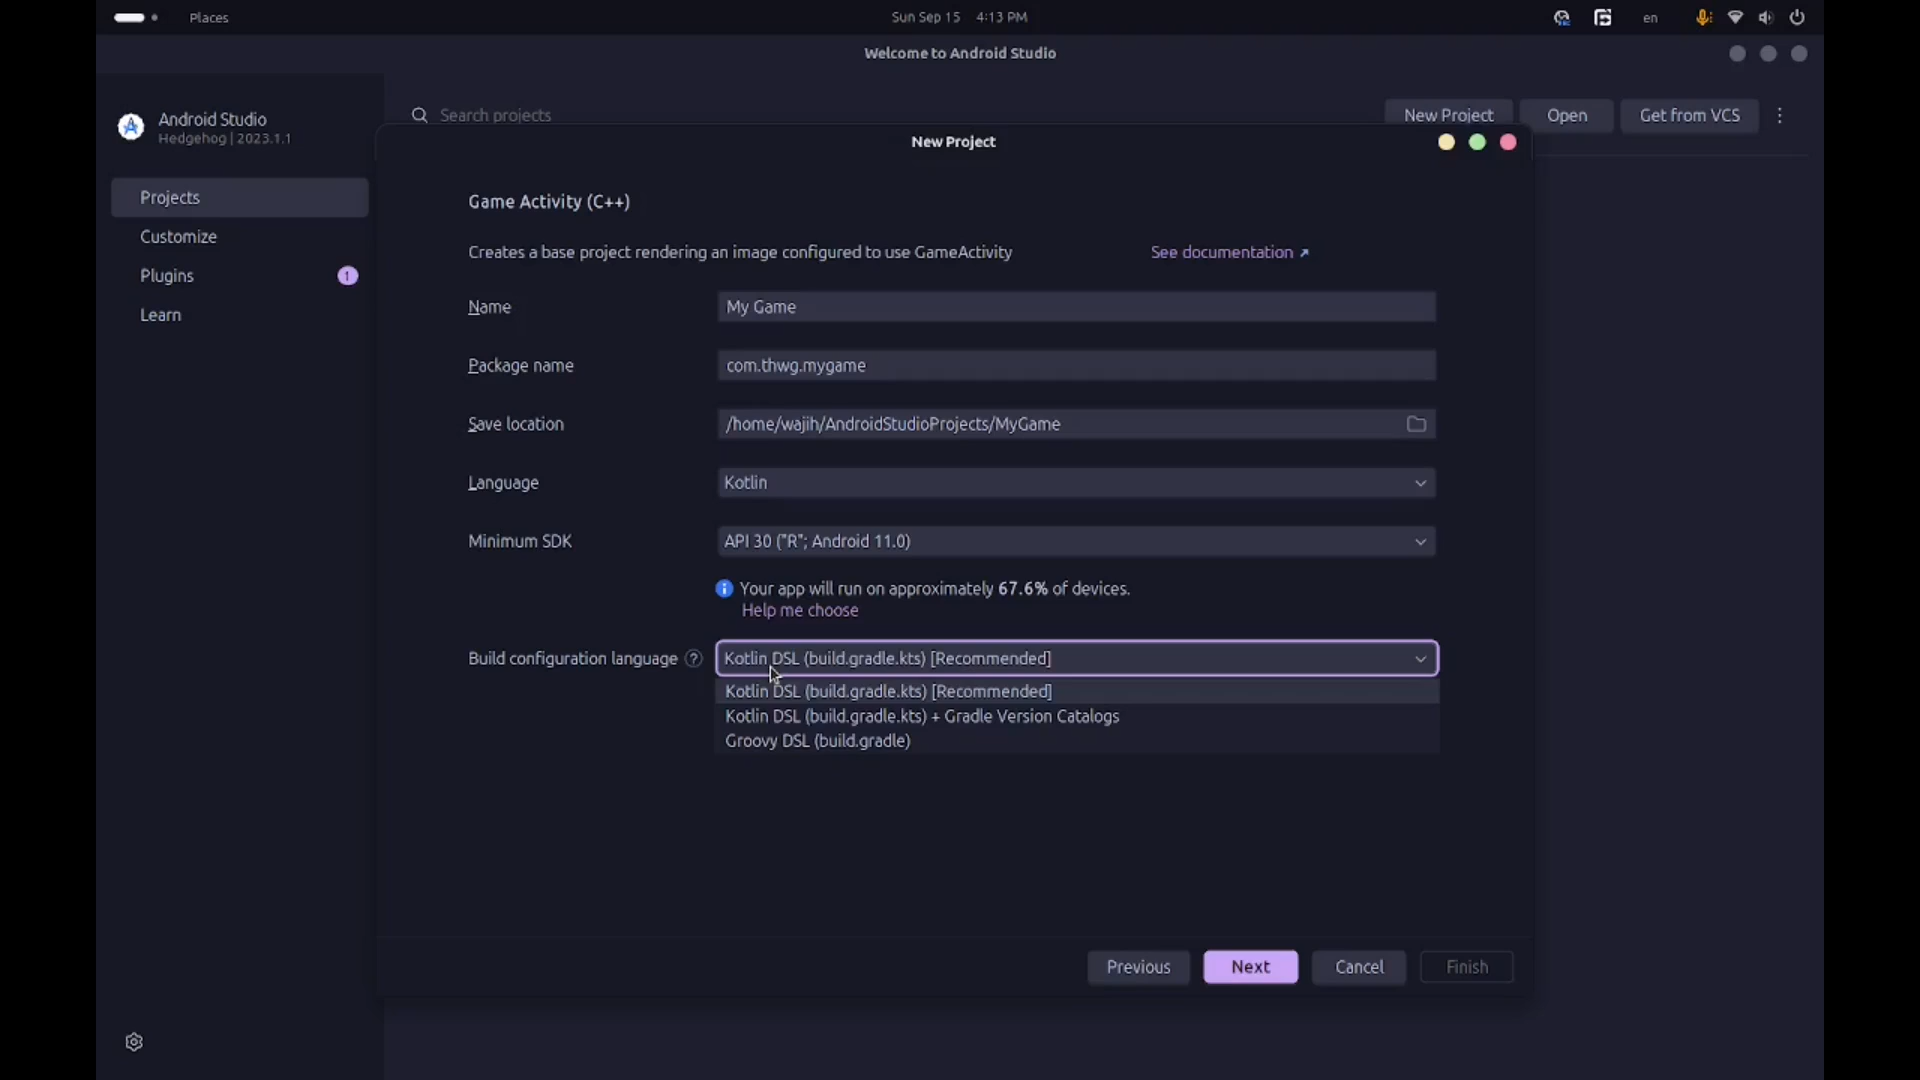 Places
Sun Sep 15 4:13 PM
en
Welcome to Android Studio
Android Studio
Hedgehog | 2023.1.1
Search projects
New Project
Open
Get from VCS
Projects
Customize
Plugins
1
Learn
New Project
Game Activity (C++)
Creates a base project rendering an image configured to use GameActivity
See documentation ↗
Name
My Game
Package name
com.thwg.mygame
Save location
/home/wajih/AndroidStudioProjects/MyGame
Language
Kotlin
Minimum SDK
API 30 ("R"; Android 11.0)
Your app will run on approximately 67.6% of devices.
Help me choose
Build configuration language ?
Kotlin DSL (build.gradle.kts) [Recommended]
Kotlin DSL (build.gradle.kts) [Recommended]
Kotlin DSL (build.gradle.kts) + Gradle Version Catalogs
Groovy DSL (build.gradle)
Previous
Next
Cancel
Finish